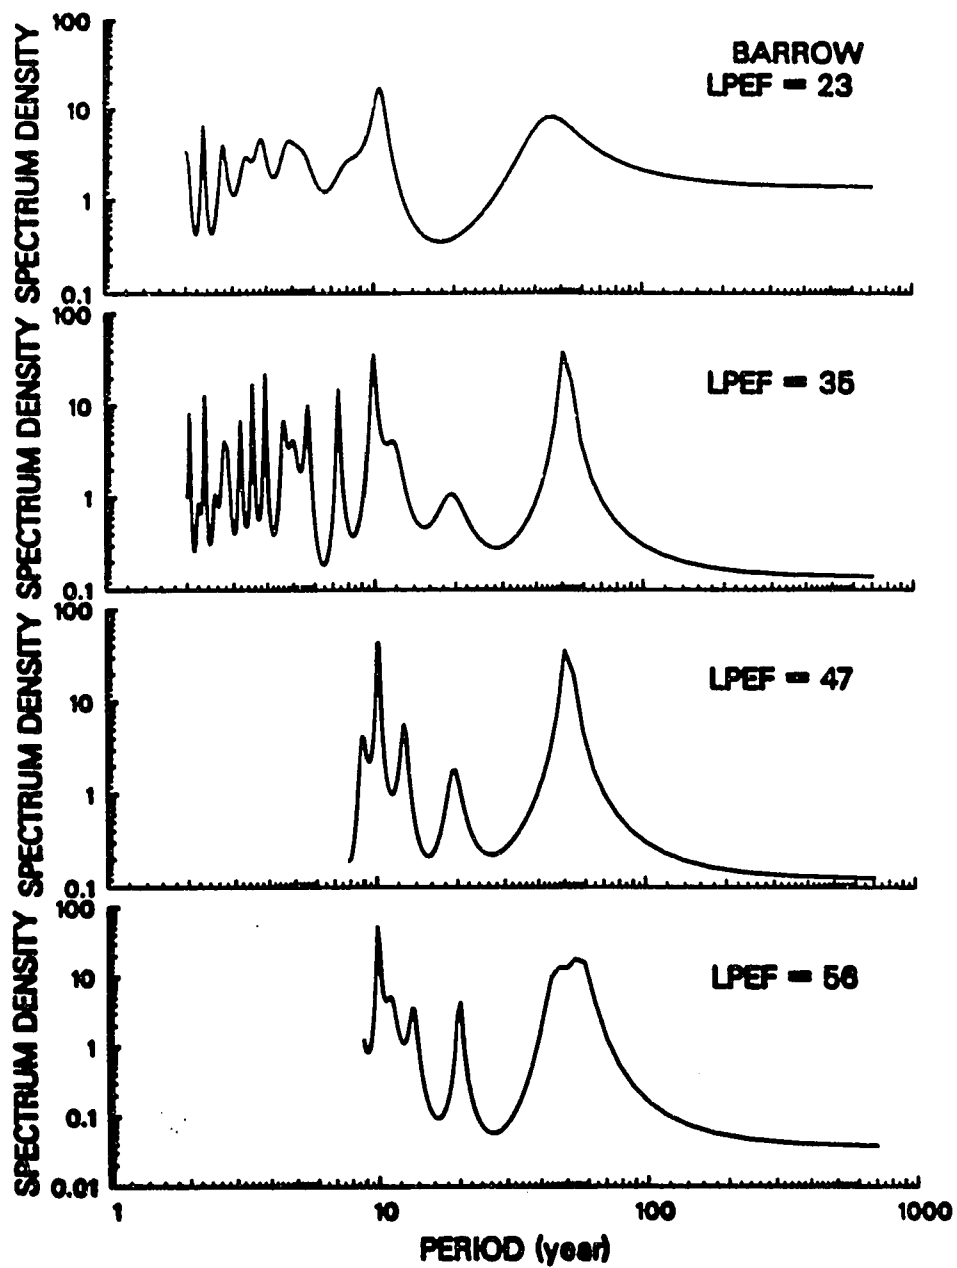 BARROW
LPEF = 23
SPECTRUM DENSITY
100
10
1
0.1
LPEF = 35
SPECTRUM DENSITY
100
10
1
0.1
LPEF = 47
SPECTRUM DENSITY
100
10
1
0.1
LPEF = 56
SPECTRUM DENSITY
100
10
1
0.1
0.01
1 10 100 1000
PERIOD (year)